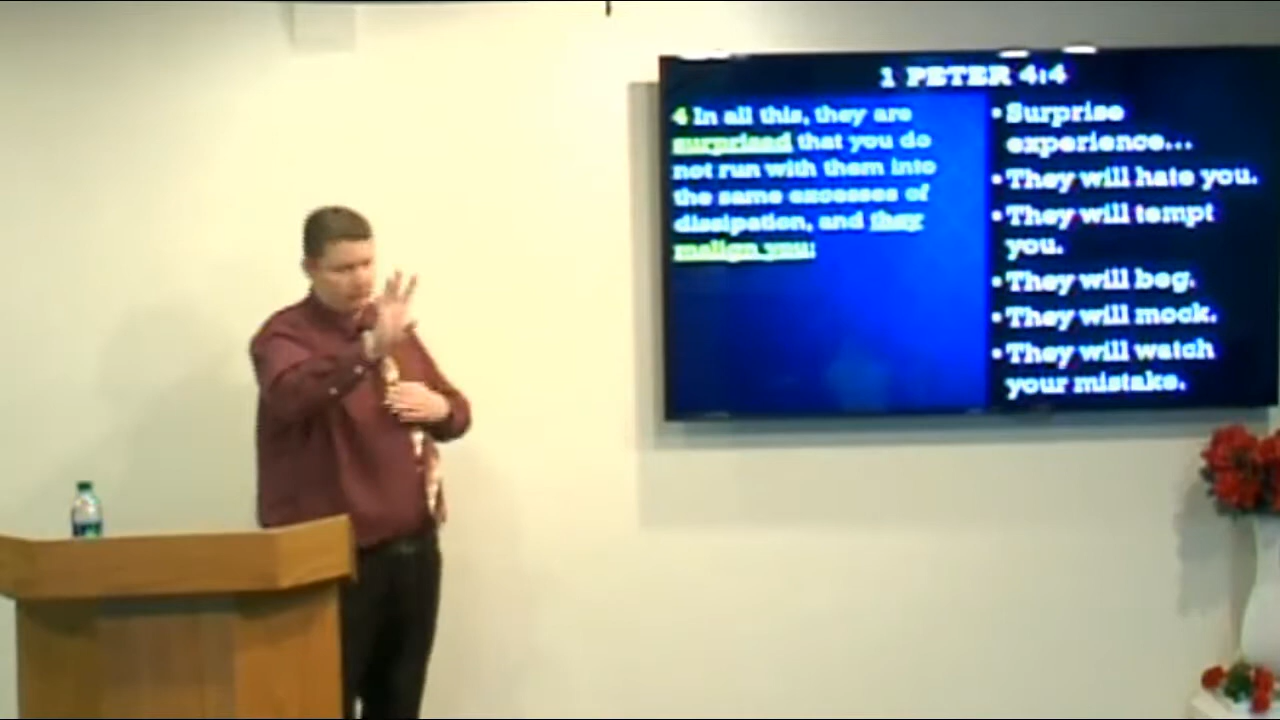 1 PETER 4:4
4 In all this, they are
surprised that you do
not run with them into
the same excesses of
dissipation, and they
malign you;
• Surprise
experience...
• They will hate you.
• They will tempt
you.
• They will beg.
• They will mock.
• They will watch
your mistake.